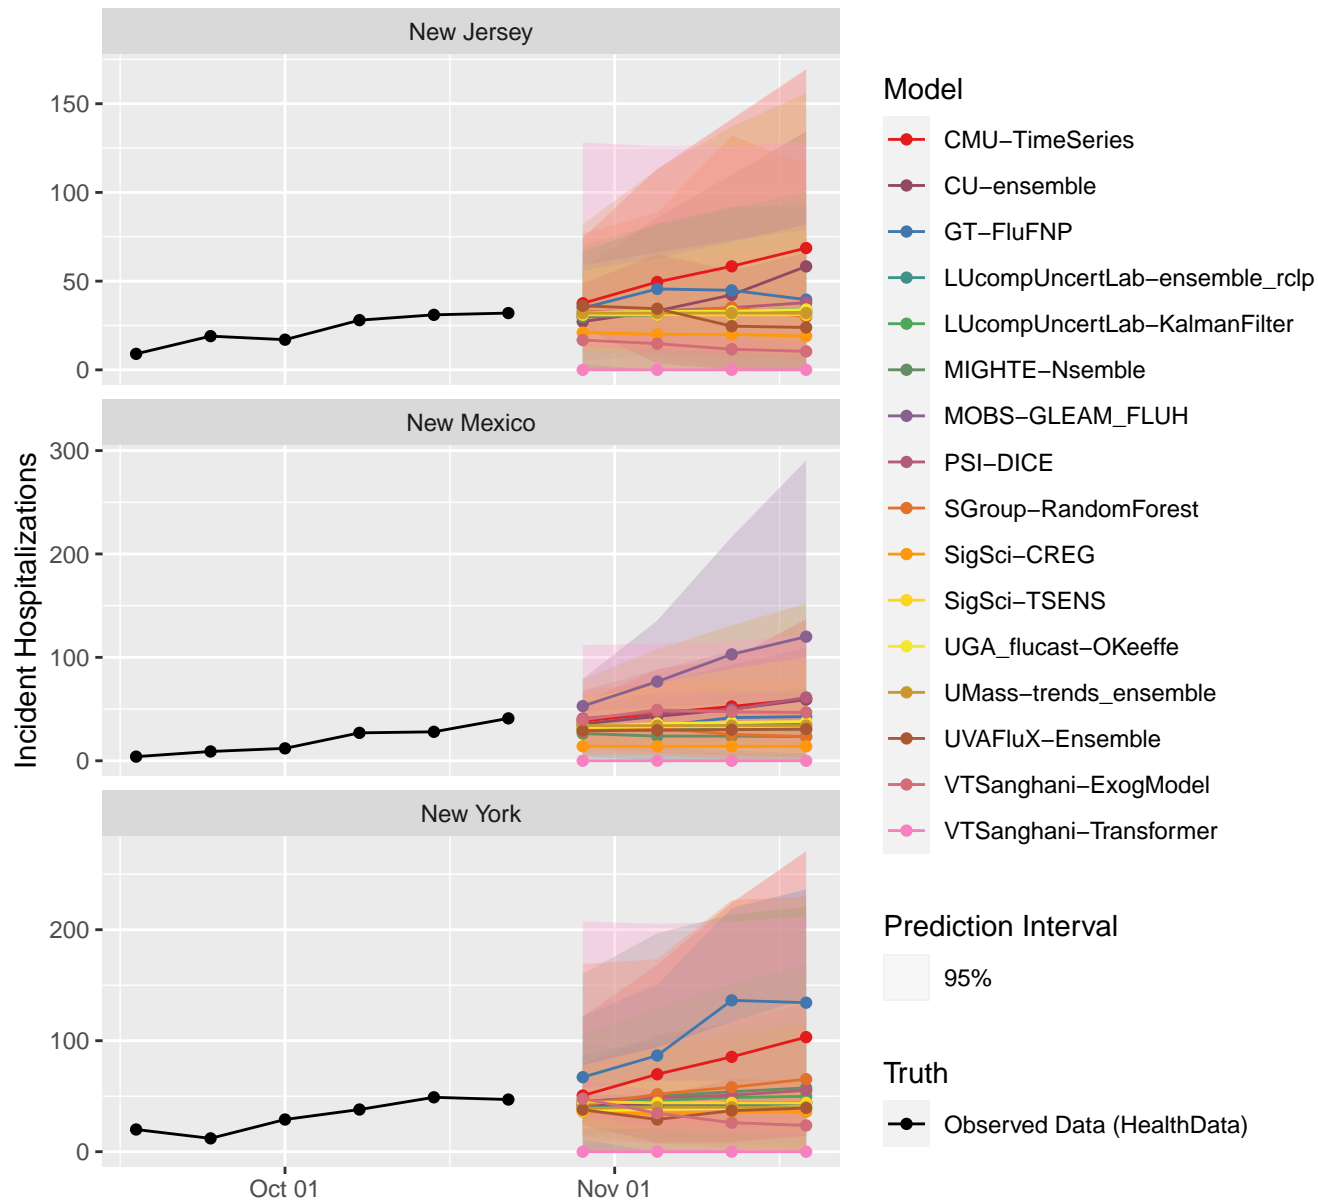 New Jersey
150
100
50
0
New Mexico
300
200
100
0
New York
200
100
0
Oct 01
Nov 01
Incident Hospitalizations
Model
CMU−TimeSeries
CU−ensemble
GT−FluFNP
LUcompUncertLab−ensemble_rclp
LUcompUncertLab−KalmanFilter
MIGHTE−Nsemble
MOBS−GLEAM_FLUH
PSI−DICE
SGroup−RandomForest
SigSci−CREG
SigSci−TSENS
UGA_flucast−OKeeffe
UMass−trends_ensemble
UVAFluX−Ensemble
VTSanghani−ExogModel
VTSanghani−Transformer
Prediction Interval
95%
Truth
Observed Data (HealthData)